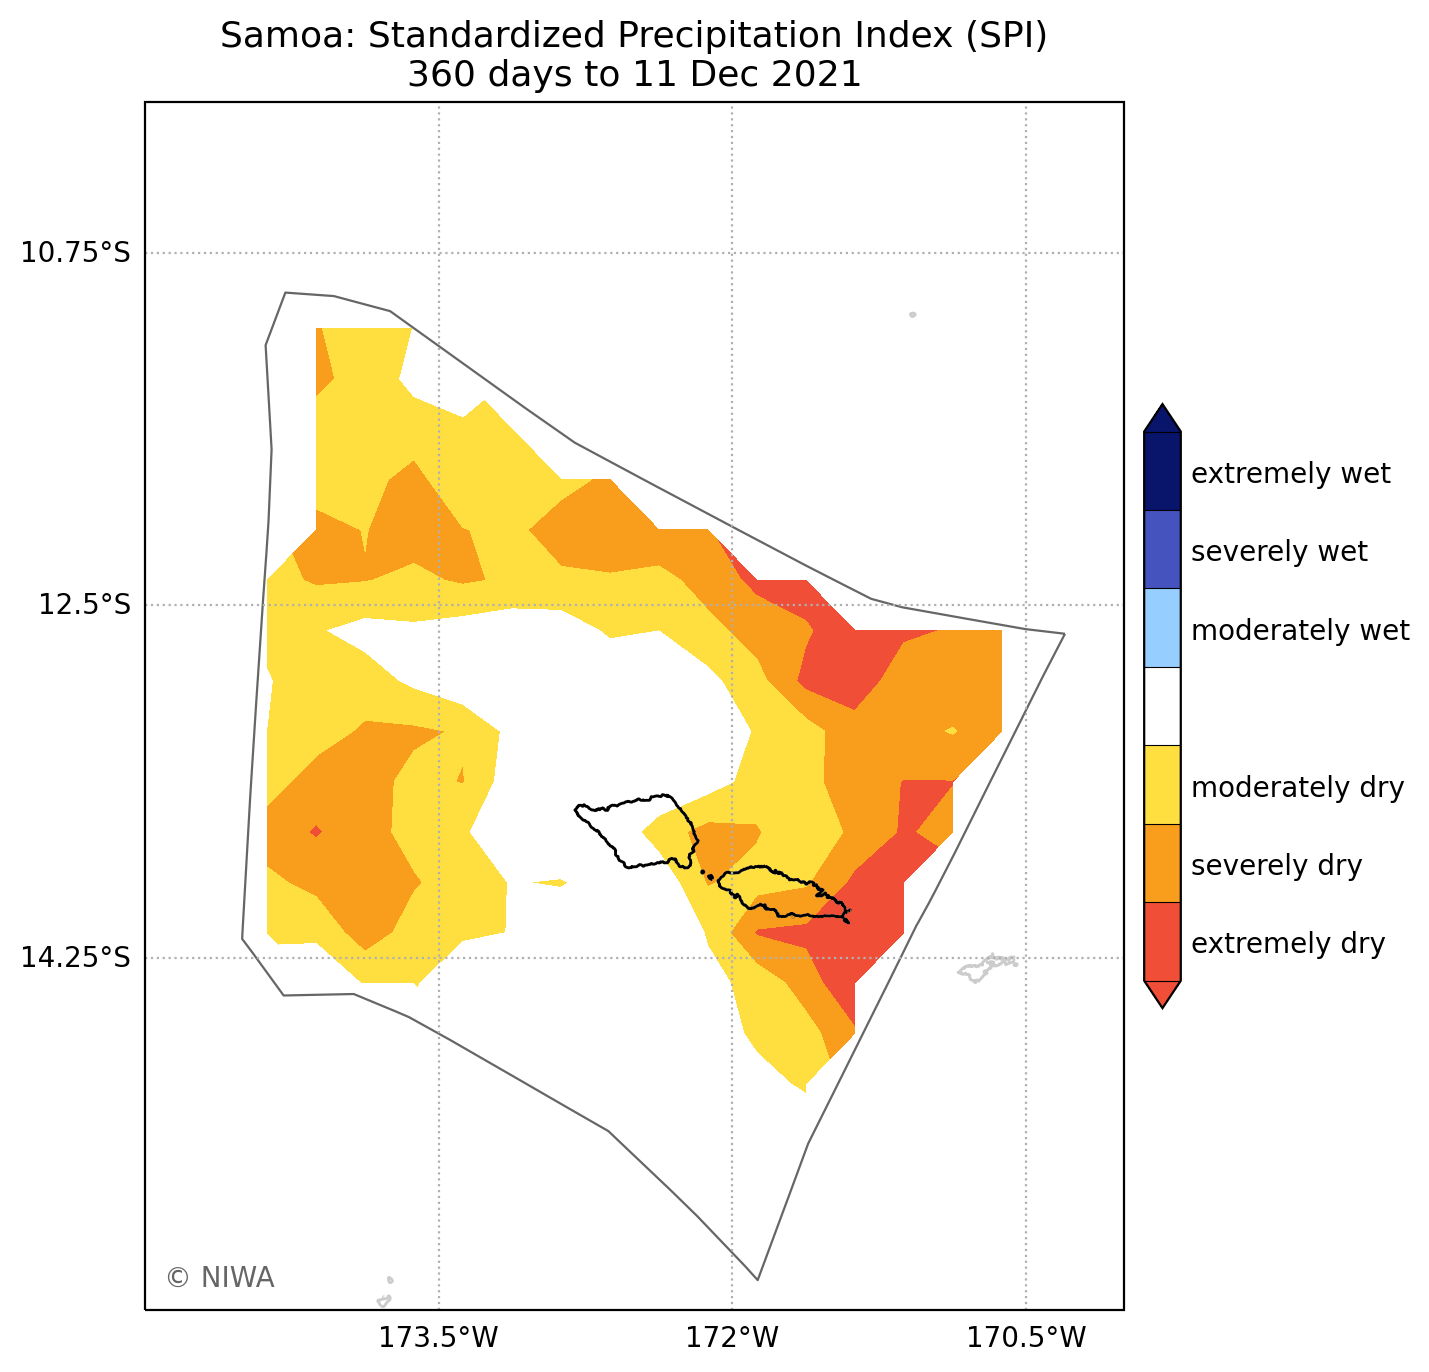 Samoa: Standardized Precipitation Index (SPI)
360 days to 11 Dec 2021
10.75°S
12.5°S
14.25°S
173.5°W
172°W
170.5°W
extremely wet
severely wet
moderately wet
moderately dry
severely dry
extremely dry
© NIWA